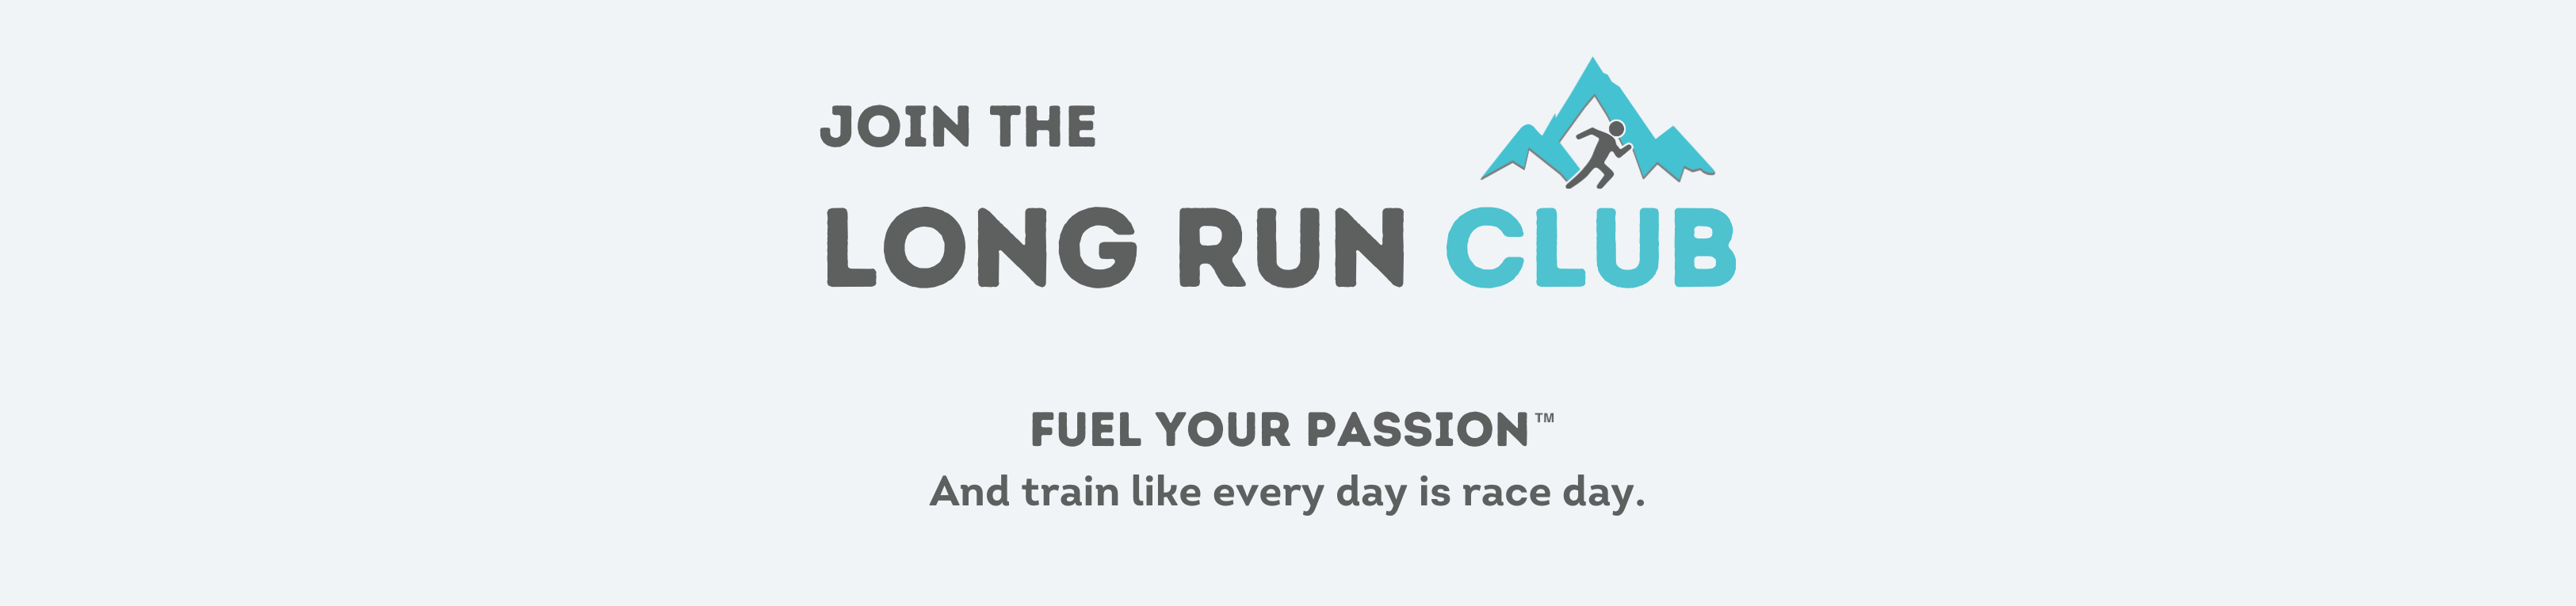 JOIN THE
LONG RUN CLUB
FUEL YOUR PASSION™
And train like every day is race day.